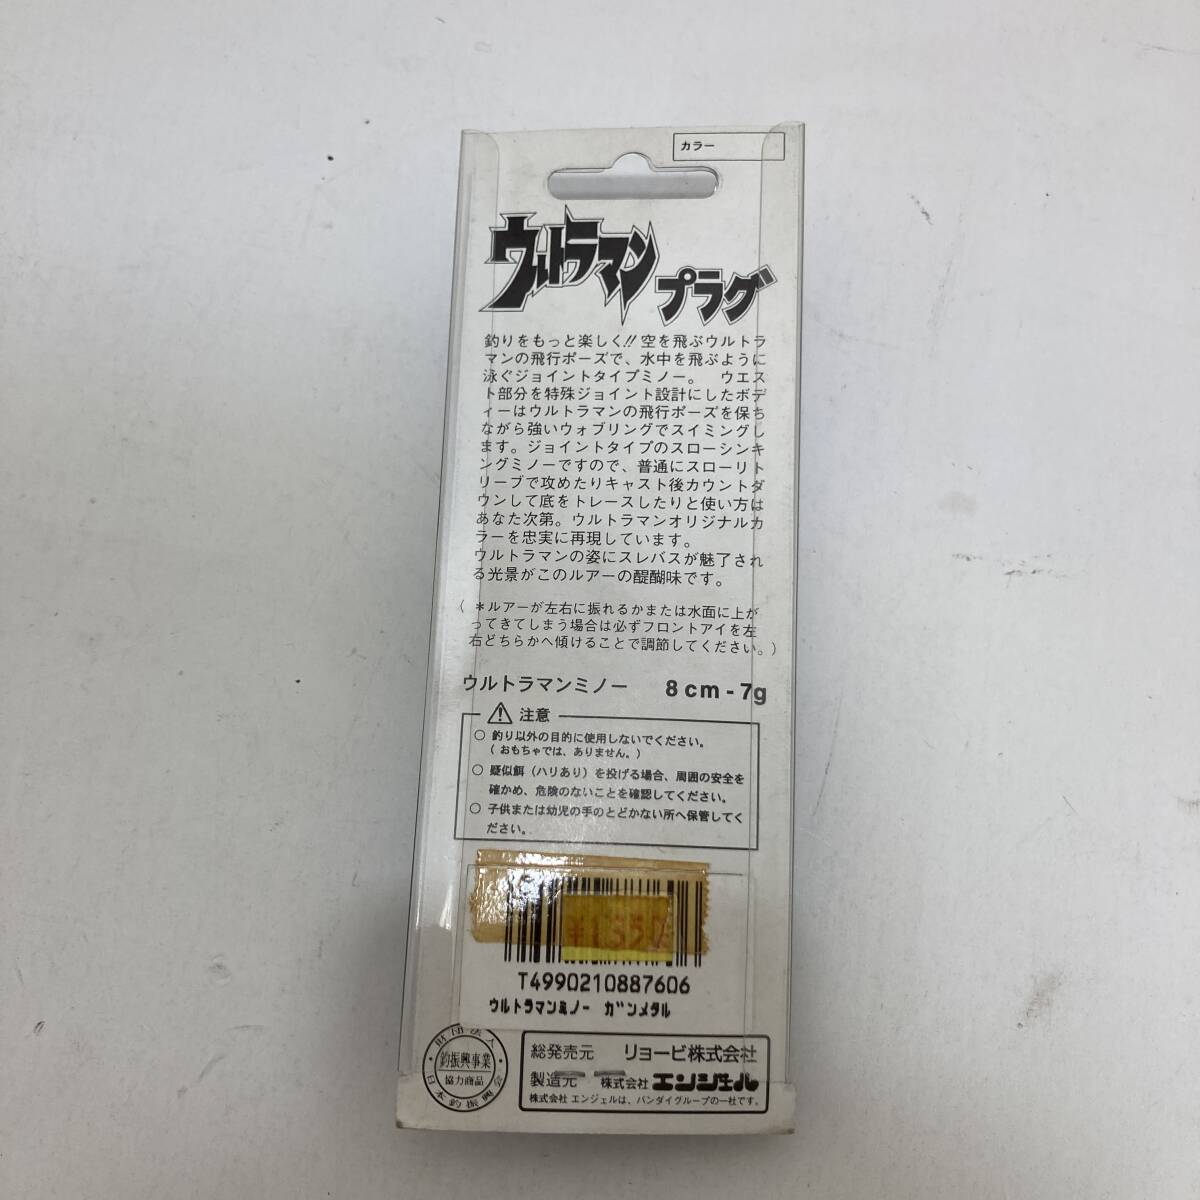 カラー
ウルトラマン
プラグ
釣りをもっと楽しく!! 空を飛ぶウルトラ
マンの飛行ポーズで、水中を飛ぶように
泳ぐジョイントタイプミノー。 ウエス
ト部分を特殊ジョイント設計にしたボデ
ィーはウルトラマンの飛行ポーズを保ち
ながら強いウォブリングでスイミングし
ます。ジョイントタイプのスローシンキ
ングミノーですので、普通にスローリト
リーブで攻めたりキャスト後カウントダ
ウンして底をトレースしたりと使い方は
あなた次第。ウルトラマンオリジナルカ
ラーを忠実に再現しています。
ウルトラマンの姿にスレバスが魅了され
る光景がこのルアーの醍醐味です。
( *ルアーが左右に振れるかまたは水面に上が
ってきてしまう場合は必ずフロントアイを左
右どちらかへ傾けることで調節してください。)
ウルトラマンミノー 8cm-7g
⚠ 注意
○ 釣り以外の目的に使用しないでください。
( おもちゃでは、ありません。)
○ 疑似餌(ハリあり)を投げる場合、周囲の安全を
確かめ、危険のないことを確認してください。
○ 子供または幼児の手のとどかない所へ保管してく
ださい。
T4990210887606
ウルトラマンミノー ガンメタル
財団法人
釣振興事業
協力商品
日本釣振興会
総発売元 リョービ株式会社
製造元 株式会社 エンジェル
株式会社 エンジェルは、バンダイグループの一社です。